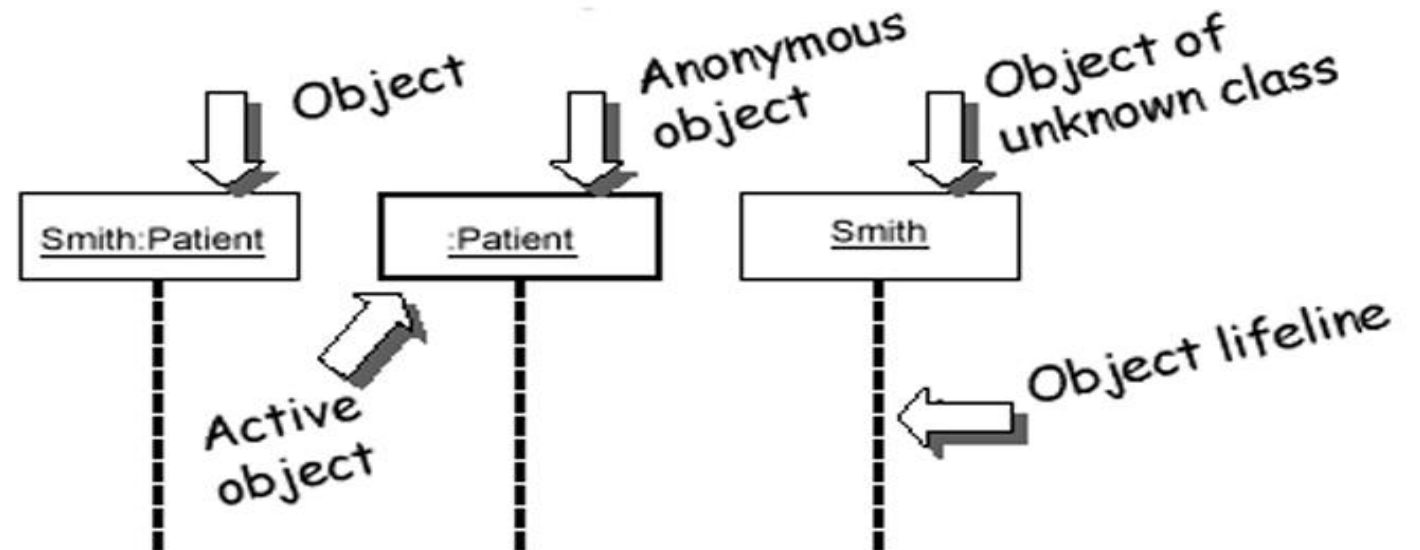 Object
Anonymous
object
Object of
unknown class
Smith:Patient
:Patient
Smith
Active
object
Object lifeline